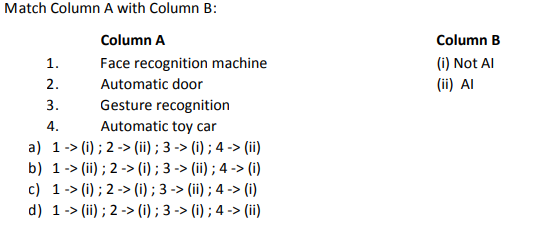 Match Column A with Column B:
Column A Column B
1. Face recognition machine (i) Not AI
2. Automatic door (ii) AI
3. Gesture recognition
4. Automatic toy car
a) 1 -> (i) ; 2 -> (ii) ; 3 -> (i) ; 4 -> (ii)
b) 1 -> (ii) ; 2 -> (i) ; 3 -> (ii) ; 4 -> (i)
c) 1 -> (i) ; 2 -> (i) ; 3 -> (ii) ; 4 -> (i)
d) 1 -> (ii) ; 2 -> (i) ; 3 -> (i) ; 4 -> (ii)